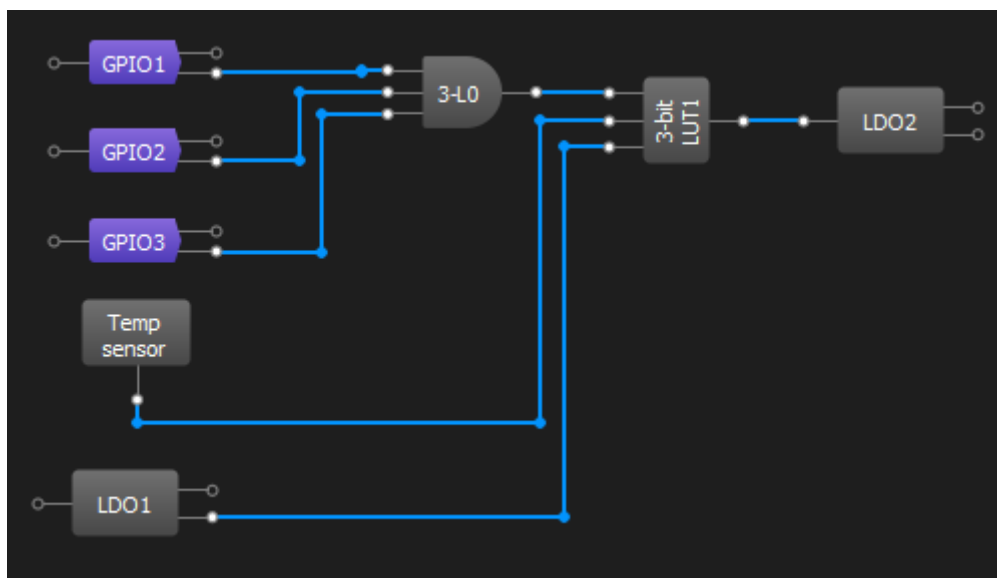 GPIO1
3-L0
3-bit
LUT1
LDO2
GPIO2
GPIO3
Temp
sensor
LDO1